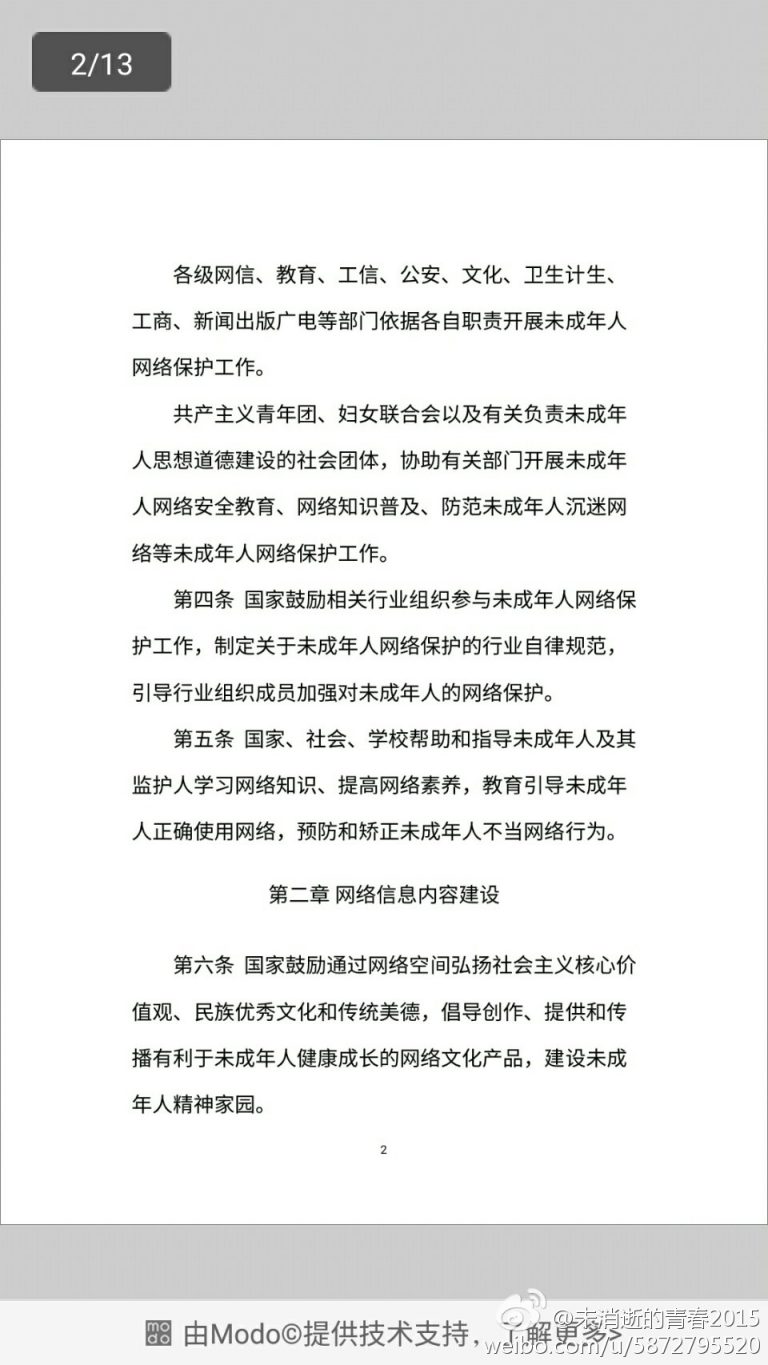 2/13
各级网信、教育、工信、公安、文化、卫生计生、
工商、新闻出版广电等部门依据各自职责开展未成年人
网络保护工作。
共产主义青年团、妇女联合会以及有关负责未成年
人思想道德建设的社会团体，协助有关部门开展未成年
人网络安全教育、网络知识普及、防范未成年人沉迷网
络等未成年人网络保护工作。
第四条 国家鼓励相关行业组织参与未成年人网络保
护工作，制定关于未成年人网络保护的行业自律规范，
引导行业组织成员加强对未成年人的网络保护。
第五条 国家、社会、学校帮助和指导未成年人及其
监护人学习网络知识、提高网络素养，教育引导未成年
人正确使用网络，预防和矫正未成年人不当网络行为。
第二章 网络信息内容建设
第六条 国家鼓励通过网络空间弘扬社会主义核心价
值观、民族优秀文化和传统美德，倡导创作、提供和传
播有利于未成年人健康成长的网络文化产品，建设未成
年人精神家园。
2
modo 由Modo©提供技术支持，了解更多>
@未消逝的青春2015
weibo.com/u/5872795520